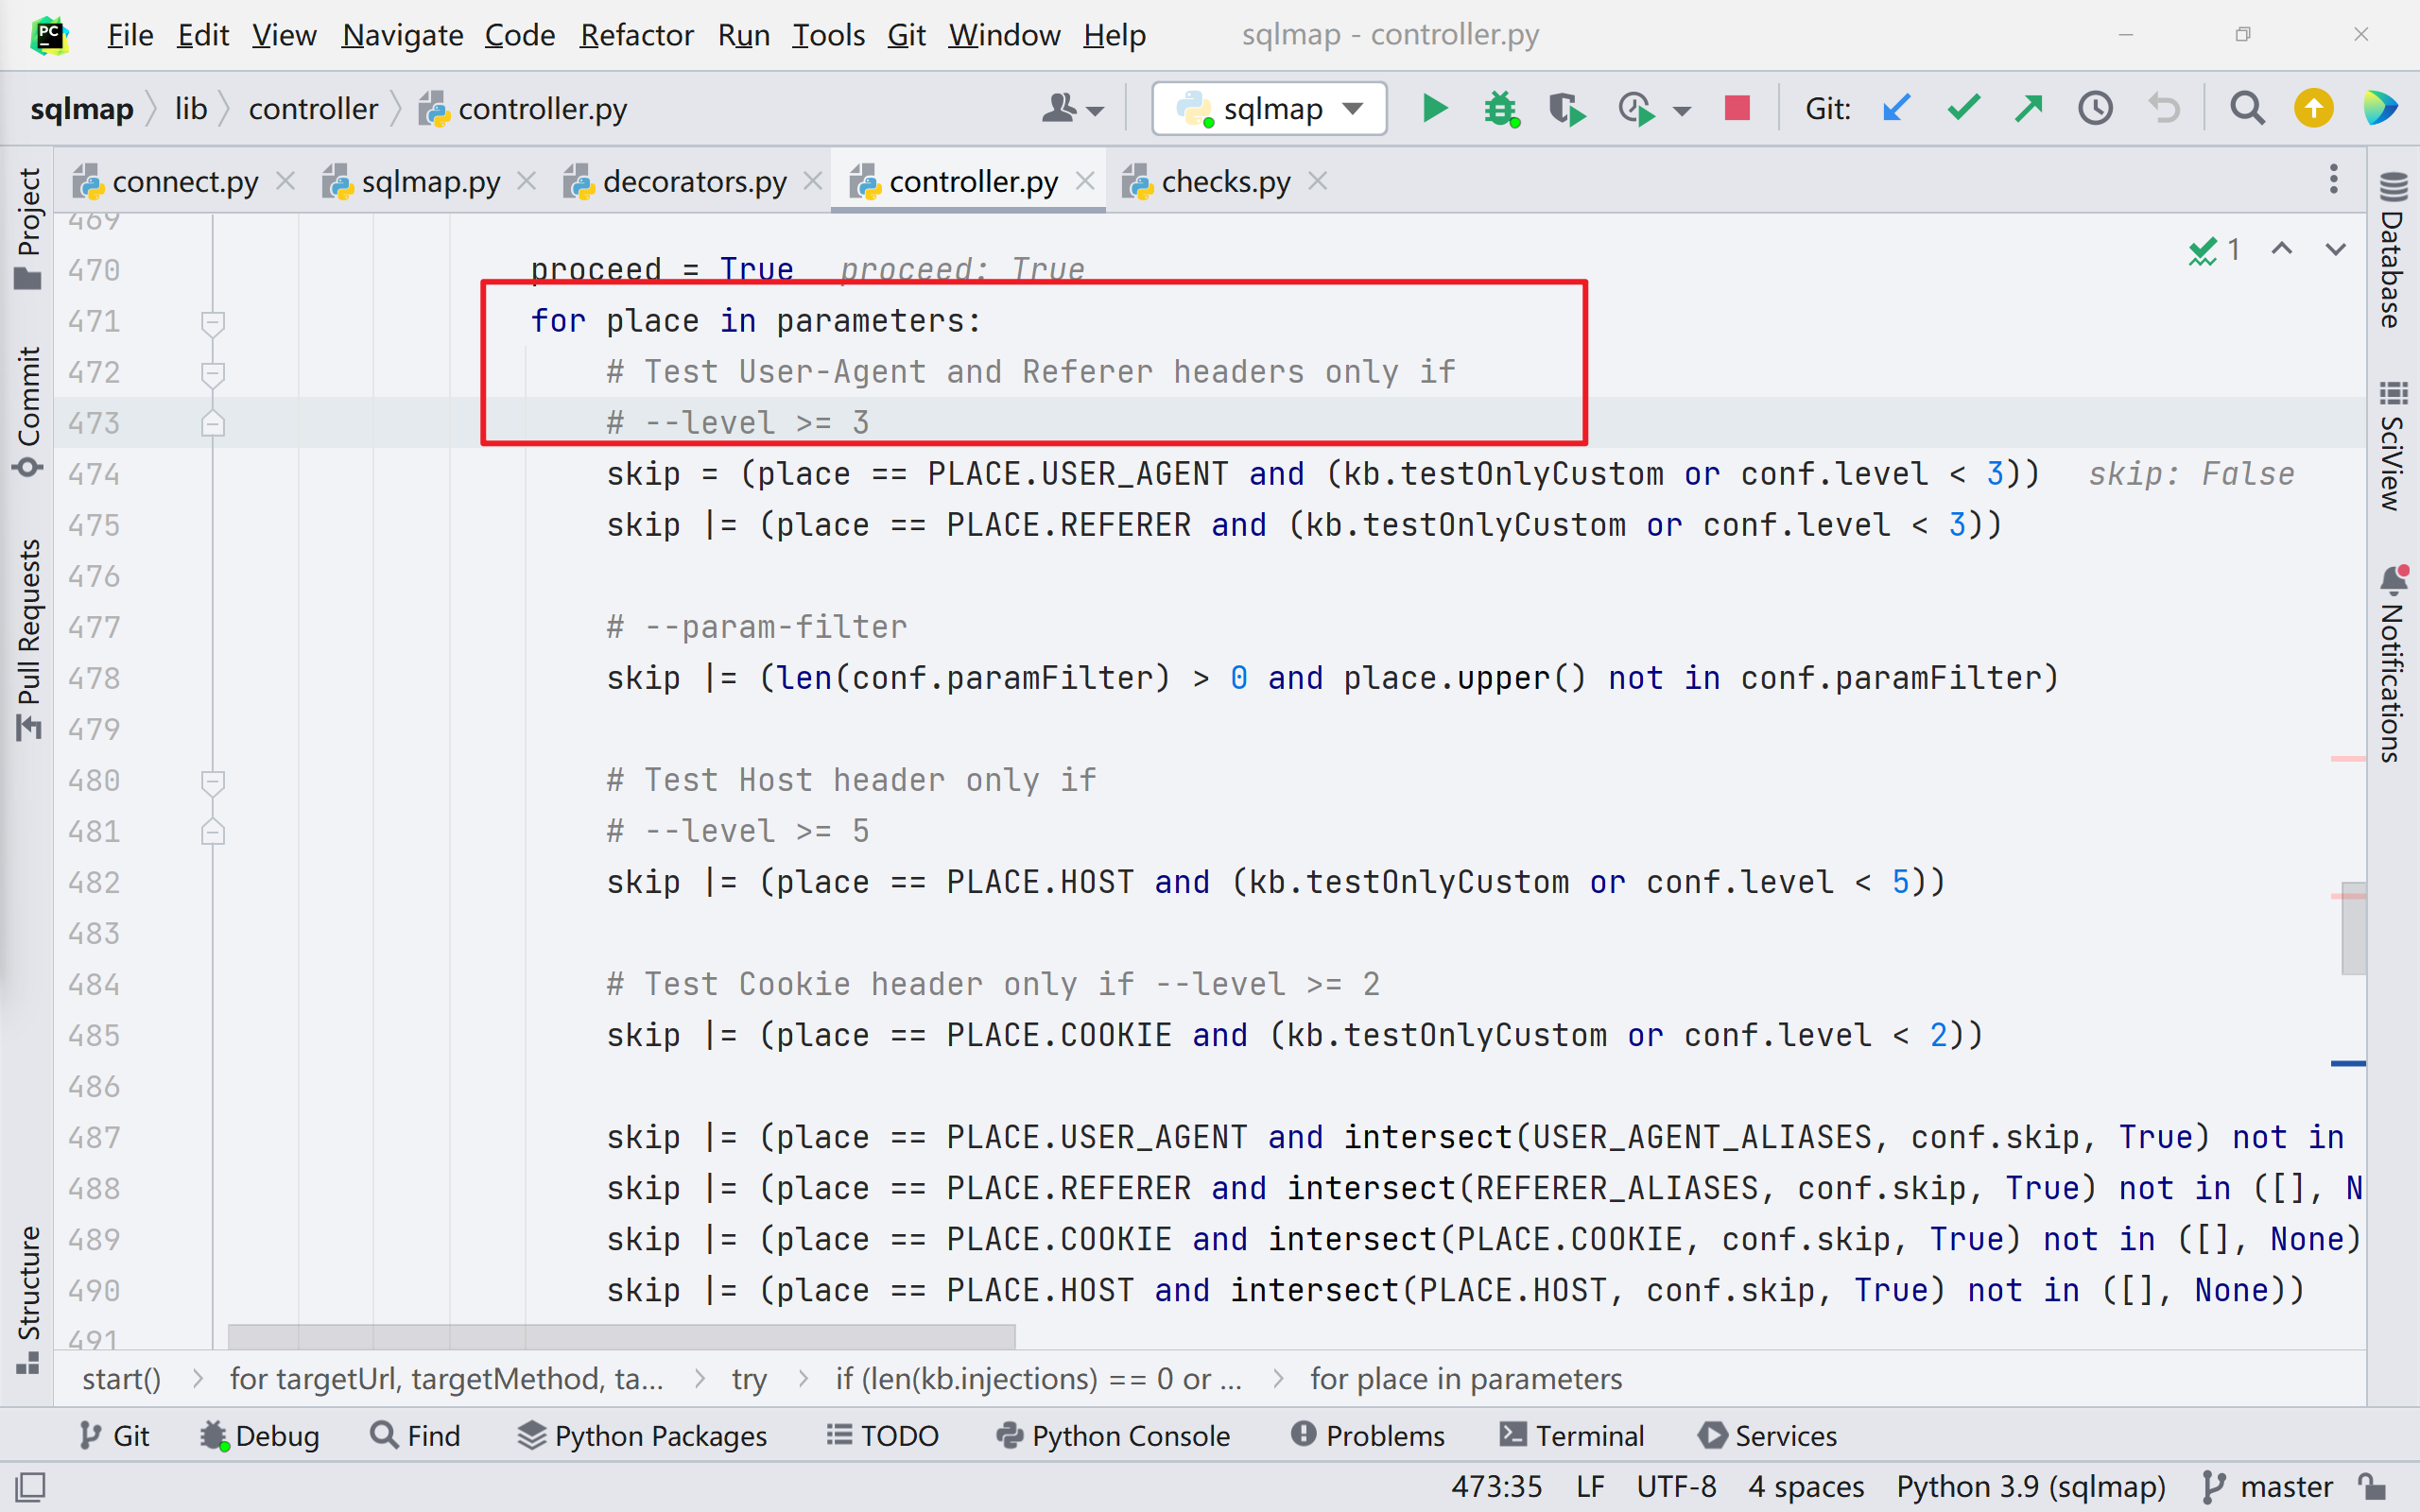 PC
File Edit View Navigate Code Refactor Run Tools Git Window Help sqlmap - controller.py
sqlmap lib controller controller.py sqlmap Git:
connect.py sqlmap.py decorators.py controller.py checks.py
Project
Commit
Pull Requests
Structure
469
470 proceed = True proceed: True 1
471 for place in parameters:
472 # Test User-Agent and Referer headers only if
473 # --level >= 3
474 skip = (place == PLACE.USER_AGENT and (kb.testOnlyCustom or conf.level < 3)) skip: False
475 skip |= (place == PLACE.REFERER and (kb.testOnlyCustom or conf.level < 3))
476
477 # --param-filter
478 skip |= (len(conf.paramFilter) > 0 and place.upper() not in conf.paramFilter)
479
480 # Test Host header only if
481 # --level >= 5
482 skip |= (place == PLACE.HOST and (kb.testOnlyCustom or conf.level < 5))
483
484 # Test Cookie header only if --level >= 2
485 skip |= (place == PLACE.COOKIE and (kb.testOnlyCustom or conf.level < 2))
486
487 skip |= (place == PLACE.USER_AGENT and intersect(USER_AGENT_ALIASES, conf.skip, True) not in
488 skip |= (place == PLACE.REFERER and intersect(REFERER_ALIASES, conf.skip, True) not in ([], N
489 skip |= (place == PLACE.COOKIE and intersect(PLACE.COOKIE, conf.skip, True) not in ([], None)
490 skip |= (place == PLACE.HOST and intersect(PLACE.HOST, conf.skip, True) not in ([], None))
491
Database
SciView
Notifications
start() for targetUrl, targetMethod, ta... try if (len(kb.injections) == 0 or ... for place in parameters
Git Debug Find Python Packages TODO Python Console Problems Terminal Services
473:35 LF UTF-8 4 spaces Python 3.9 (sqlmap) master